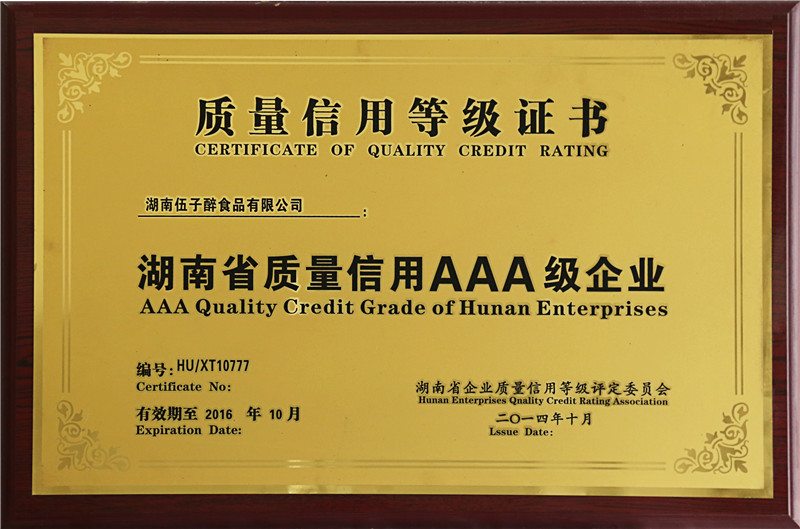 质量信用等级证书
CERTIFICATE OF QUALITY CREDIT RATING
湖南伍子醉食品有限公司 :
湖南省质量信用AAA级企业
AAA Quality Credit Grade of Hunan Enterprises
编号: HU/XT10777
Certificate No:
有效期至 2016 年 10 月
Expiration Date:
湖南省企业质量信用等级评定委员会
Hunan Enterprises Qnality Credit Rating Association
二〇一四年十月
Lssue Date: